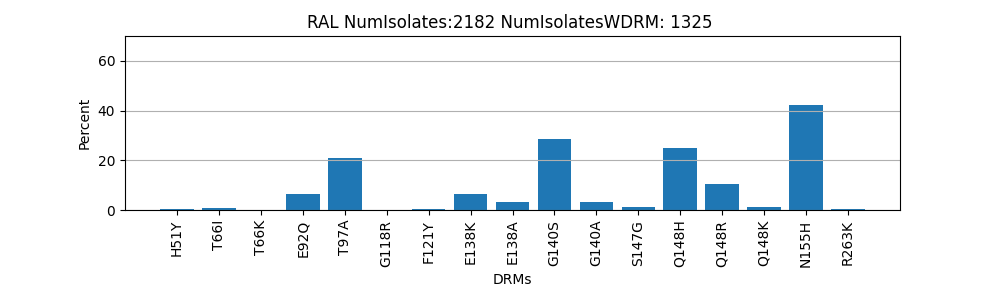 RAL NumIsolates:2182 NumIsolatesWDRM: 1325
Percent
60
40
20
0
H51Y
T66I
T66K
E92Q
T97A
G118R
F121Y
E138K
E138A
G140S
G140A
S147G
Q148H
Q148R
Q148K
N155H
R263K
DRMs